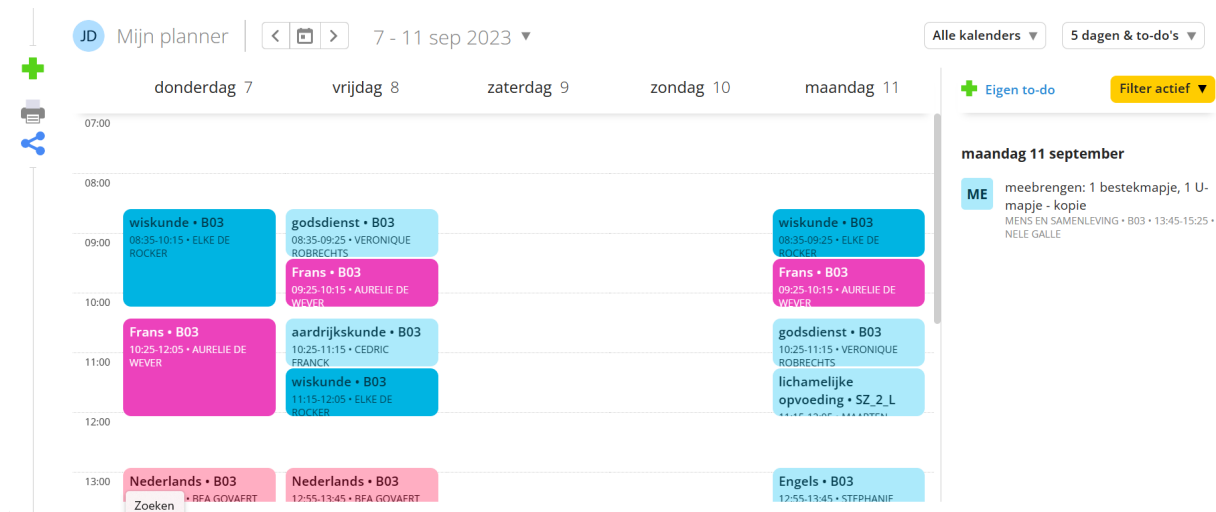 JD Mijn planner 7 - 11 sep 2023 Alle kalenders 5 dagen & to-do's
donderdag 7 vrijdag 8 zaterdag 9 zondag 10 maandag 11
Eigen to-do Filter actief
07:00
08:00
09:00
10:00
11:00
12:00
13:00
wiskunde • B03
08:35-10:15 • ELKE DE
ROCKER
Frans • B03
10:25-12:05 • AURELIE DE
WEVER
Nederlands • B03
• BEA GOVAERT
Zoeken
godsdienst • B03
08:35-09:25 • VERONIQUE
ROBRECHTS
Frans • B03
09:25-10:15 • AURELIE DE
WEVER
aardrijkskunde • B03
10:25-11:15 • CEDRIC
FRANCK
wiskunde • B03
11:15-12:05 • ELKE DE
ROCKER
Nederlands • B03
12:55-13:45 • BEA GOVAERT
wiskunde • B03
08:35-09:25 • ELKE DE
ROCKER
Frans • B03
09:25-10:15 • AURELIE DE
WEVER
godsdienst • B03
10:25-11:15 • VERONIQUE
ROBRECHTS
lichamelijke
opvoeding • SZ_2_L
11:15-12:05 • MAARTEN
Engels • B03
12:55-13:45 • STEPHANIE
maandag 11 september
ME
meebrengen: 1 bestekmapje, 1 U-
mapje - kopie
MENS EN SAMENLEVING • B03 • 13:45-15:25 •
NELE GALLE